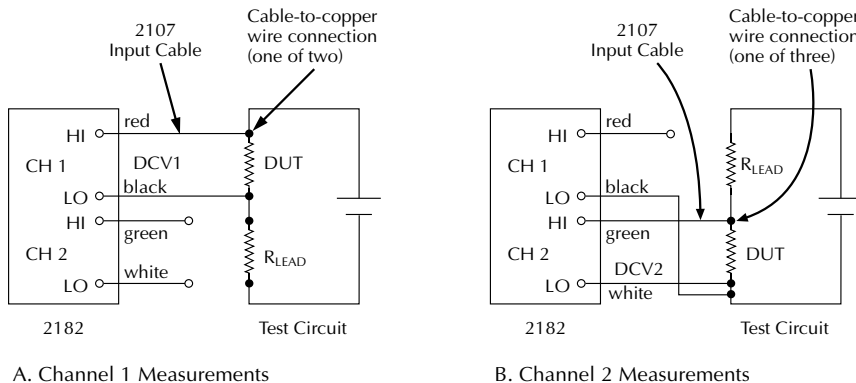 2107
Input Cable
Cable-to-copper
wire connection
(one of two)
red
HI
CH 1
DCV1
DUT
black
LO
HI
green
CH 2
RLEAD
white
LO
2182
Test Circuit
A. Channel 1 Measurements
2107
Input Cable
Cable-to-copper
wire connection
(one of three)
red
HI
CH 1
RLEAD
black
LO
HI
green
CH 2
DUT
DCV2
LO
white
2182
Test Circuit
B. Channel 2 Measurements